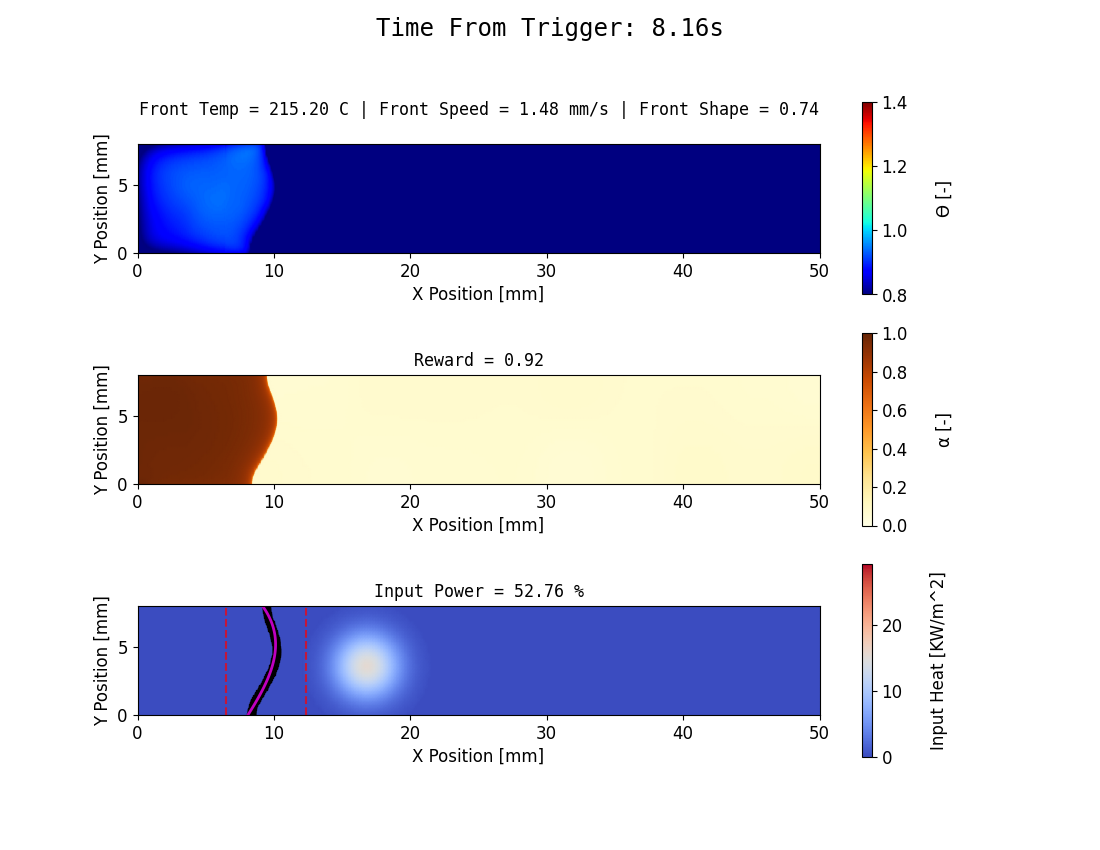 Time From Trigger: 8.16s
Front Temp = 215.20 C | Front Speed = 1.48 mm/s | Front Shape = 0.74
Y Position [mm]
5
0
0 10 20 30 40 50
X Position [mm]
1.4
1.2
1.0
0.8
Θ [-]
Reward = 0.92
Y Position [mm]
5
0
0 10 20 30 40 50
X Position [mm]
1.0
0.8
0.6
0.4
0.2
0.0
α [-]
Input Power = 52.76 %
Y Position [mm]
5
0
0 10 20 30 40 50
X Position [mm]
20
10
0
Input Heat [KW/m^2]